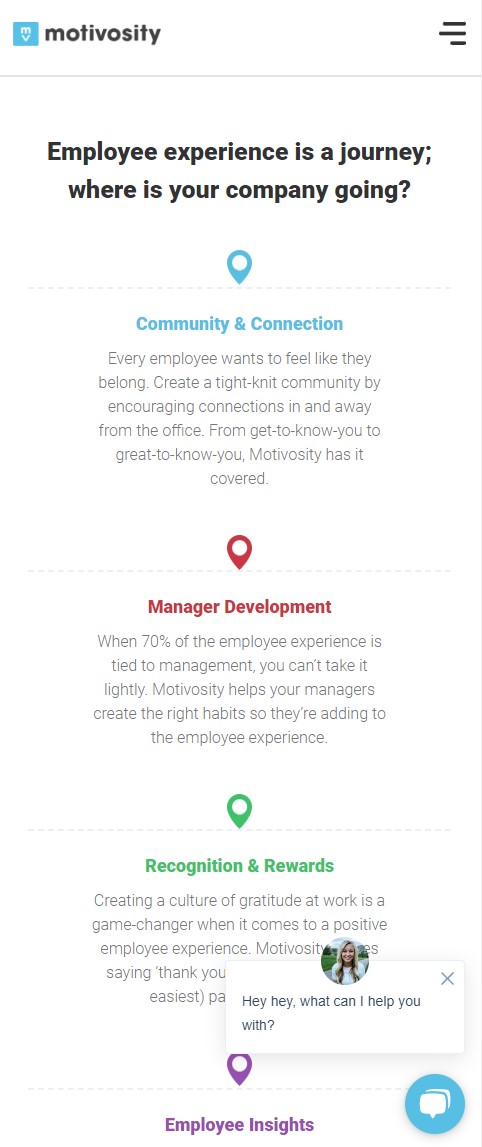 mv motivosity
Employee experience is a journey;
where is your company going?
Community & Connection
Every employee wants to feel like they
belong. Create a tight-knit community by
encouraging connections in and away
from the office. From get-to-know-you to
great-to-know-you, Motivosity has it
covered.
Manager Development
When 70% of the employee experience is
tied to management, you can’t take it
lightly. Motivosity helps your managers
create the right habits so they’re adding to
the employee experience.
Recognition & Rewards
Creating a culture of gratitude at work is a
game-changer when it comes to a positive
employee experience. Motivosity
saying ‘thank you
easiest)
Hey hey, what can I help you
with?
Employee Insights